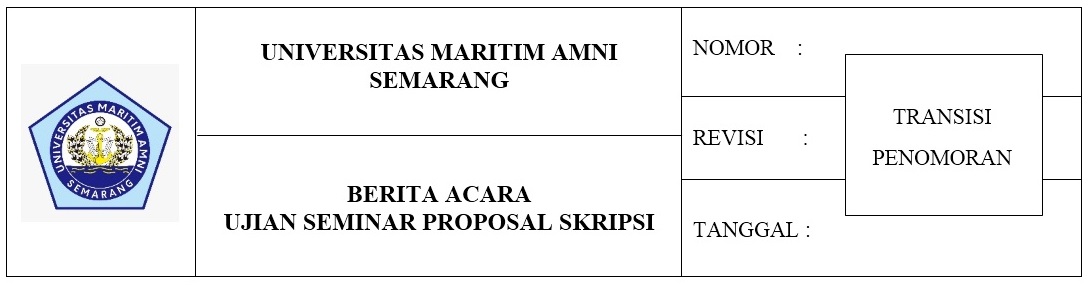 UNIVERSITAS MARITIM AMNI
SEMARANG
UNIVERSITAS MARITIM AMNI
SEMARANG
BERITA ACARA
UJIAN SEMINAR PROPOSAL SKRIPSI
NOMOR :
REVISI :
TANGGAL :
TRANSISI
PENOMORAN